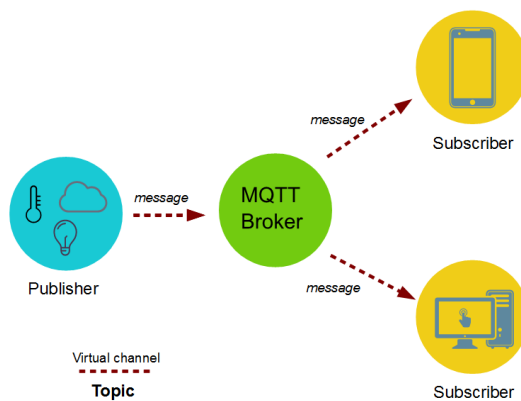 message
Subscriber
message
MQTT
Broker
Publisher
message
Subscriber
Virtual channel
Topic